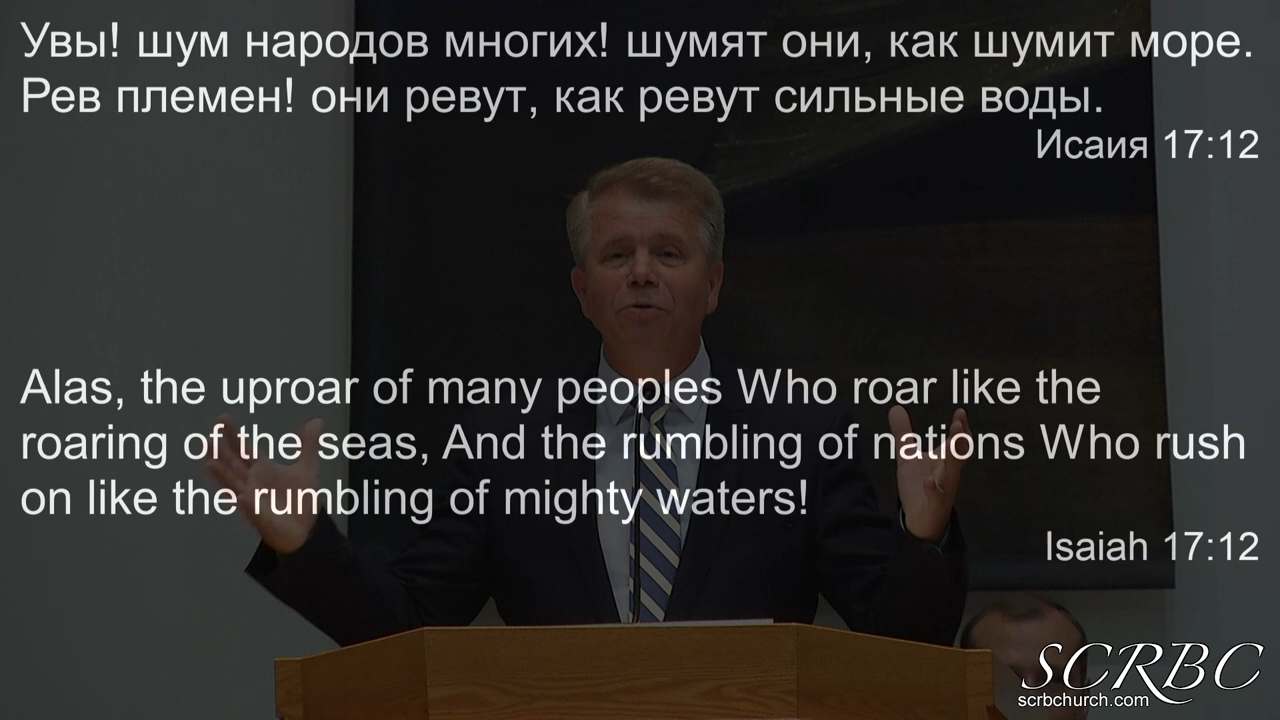 Увы! шум народов многих! шумят они, как шумит море.
Рев племен! они ревут, как ревут сильные воды.
Исаия 17:12
Alas, the uproar of many peoples Who roar like the
roaring of the seas, And the rumbling of nations Who rush
on like the rumbling of mighty waters!
Isaiah 17:12
SCRBC
scrbchurch.com